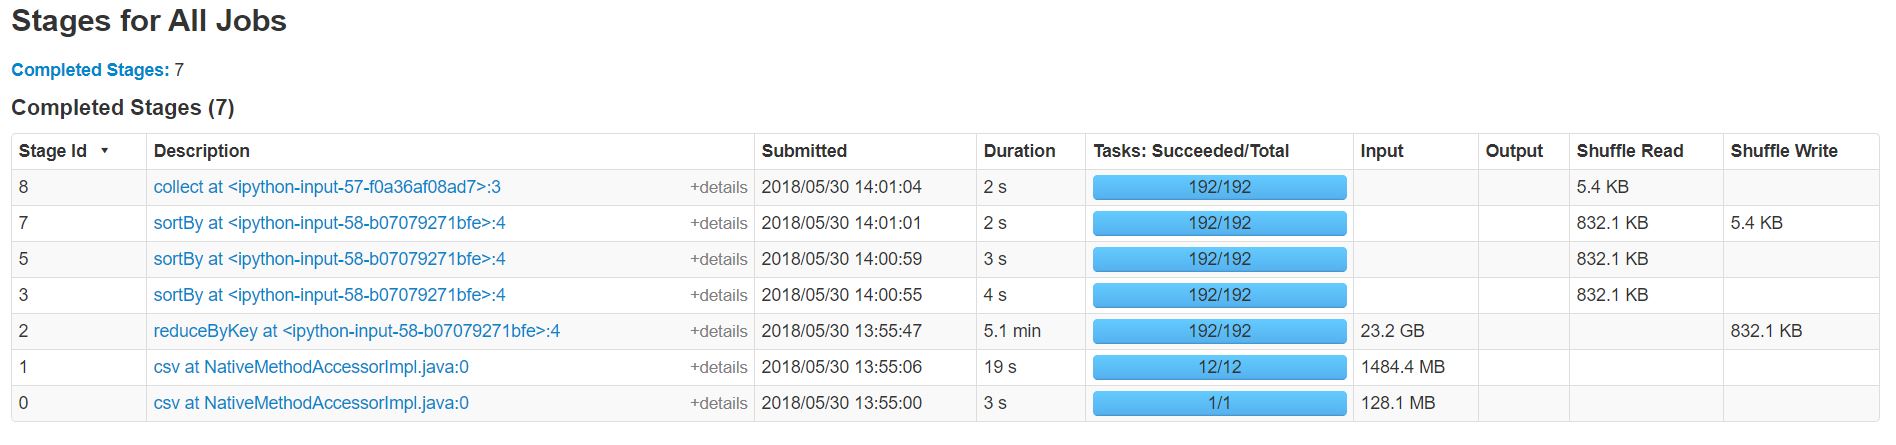 Stages for All Jobs
Completed Stages: 7
Completed Stages (7)
Stage Id ▼ Description Submitted Duration Tasks: Succeeded/Total Input Output Shuffle Read Shuffle Write
8 collect at <ipython-input-57-f0a36af08ad7>:3 +details 2018/05/30 14:01:04 2 s 192/192 5.4 KB
7 sortBy at <ipython-input-58-b07079271bfe>:4 +details 2018/05/30 14:01:01 2 s 192/192 832.1 KB 5.4 KB
5 sortBy at <ipython-input-58-b07079271bfe>:4 +details 2018/05/30 14:00:59 3 s 192/192 832.1 KB
3 sortBy at <ipython-input-58-b07079271bfe>:4 +details 2018/05/30 14:00:55 4 s 192/192 832.1 KB
2 reduceByKey at <ipython-input-58-b07079271bfe>:4 +details 2018/05/30 13:55:47 5.1 min 192/192 23.2 GB 832.1 KB
1 csv at NativeMethodAccessorImpl.java:0 +details 2018/05/30 13:55:06 19 s 12/12 1484.4 MB
0 csv at NativeMethodAccessorImpl.java:0 +details 2018/05/30 13:55:00 3 s 1/1 128.1 MB